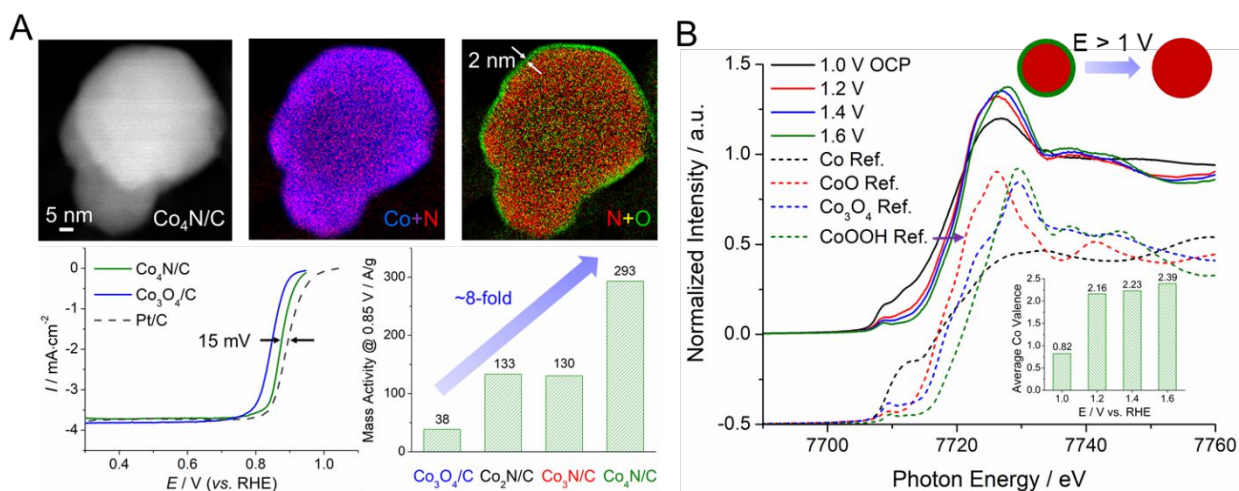 A
5 nm
Co₄N/C
Co+N
2 nm
N+O
Co₄N/C
Co₃O₄/C
Pt/C
15 mV
I / mA·cm⁻²
0
-1
-2
-3
-4
0.4 0.6 0.8 1.0
E / V (vs. RHE)
Mass Activity @ 0.85 V / A/g
300
200
100
0
~8-fold
38
133
130
293
Co₃O₄/C Co₂N/C Co₃N/C Co₄N/C
B
E > 1 V
Normalized Intensity / a.u.
1.5
1.0
0.5
0.0
-0.5
1.0 V OCP
1.2 V
1.4 V
1.6 V
Co Ref.
CoO Ref.
Co₃O₄ Ref.
CoOOH Ref.
7700 7720 7740 7760
Photon Energy / eV
Average Co Valence
2.5
2.0
1.5
1.0
0.5
0.0
0.82
2.16
2.23
2.39
1.0 1.2 1.4 1.6
E / V vs. RHE